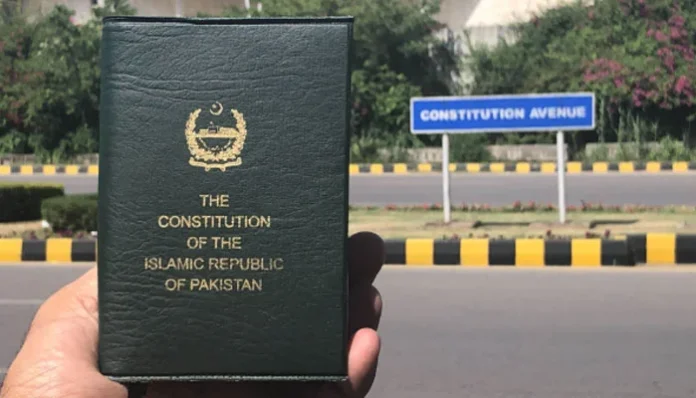 THE
CONSTITUTION
OF THE
ISLAMIC REPUBLIC
OF PAKISTAN
CONSTITUTION AVENUE